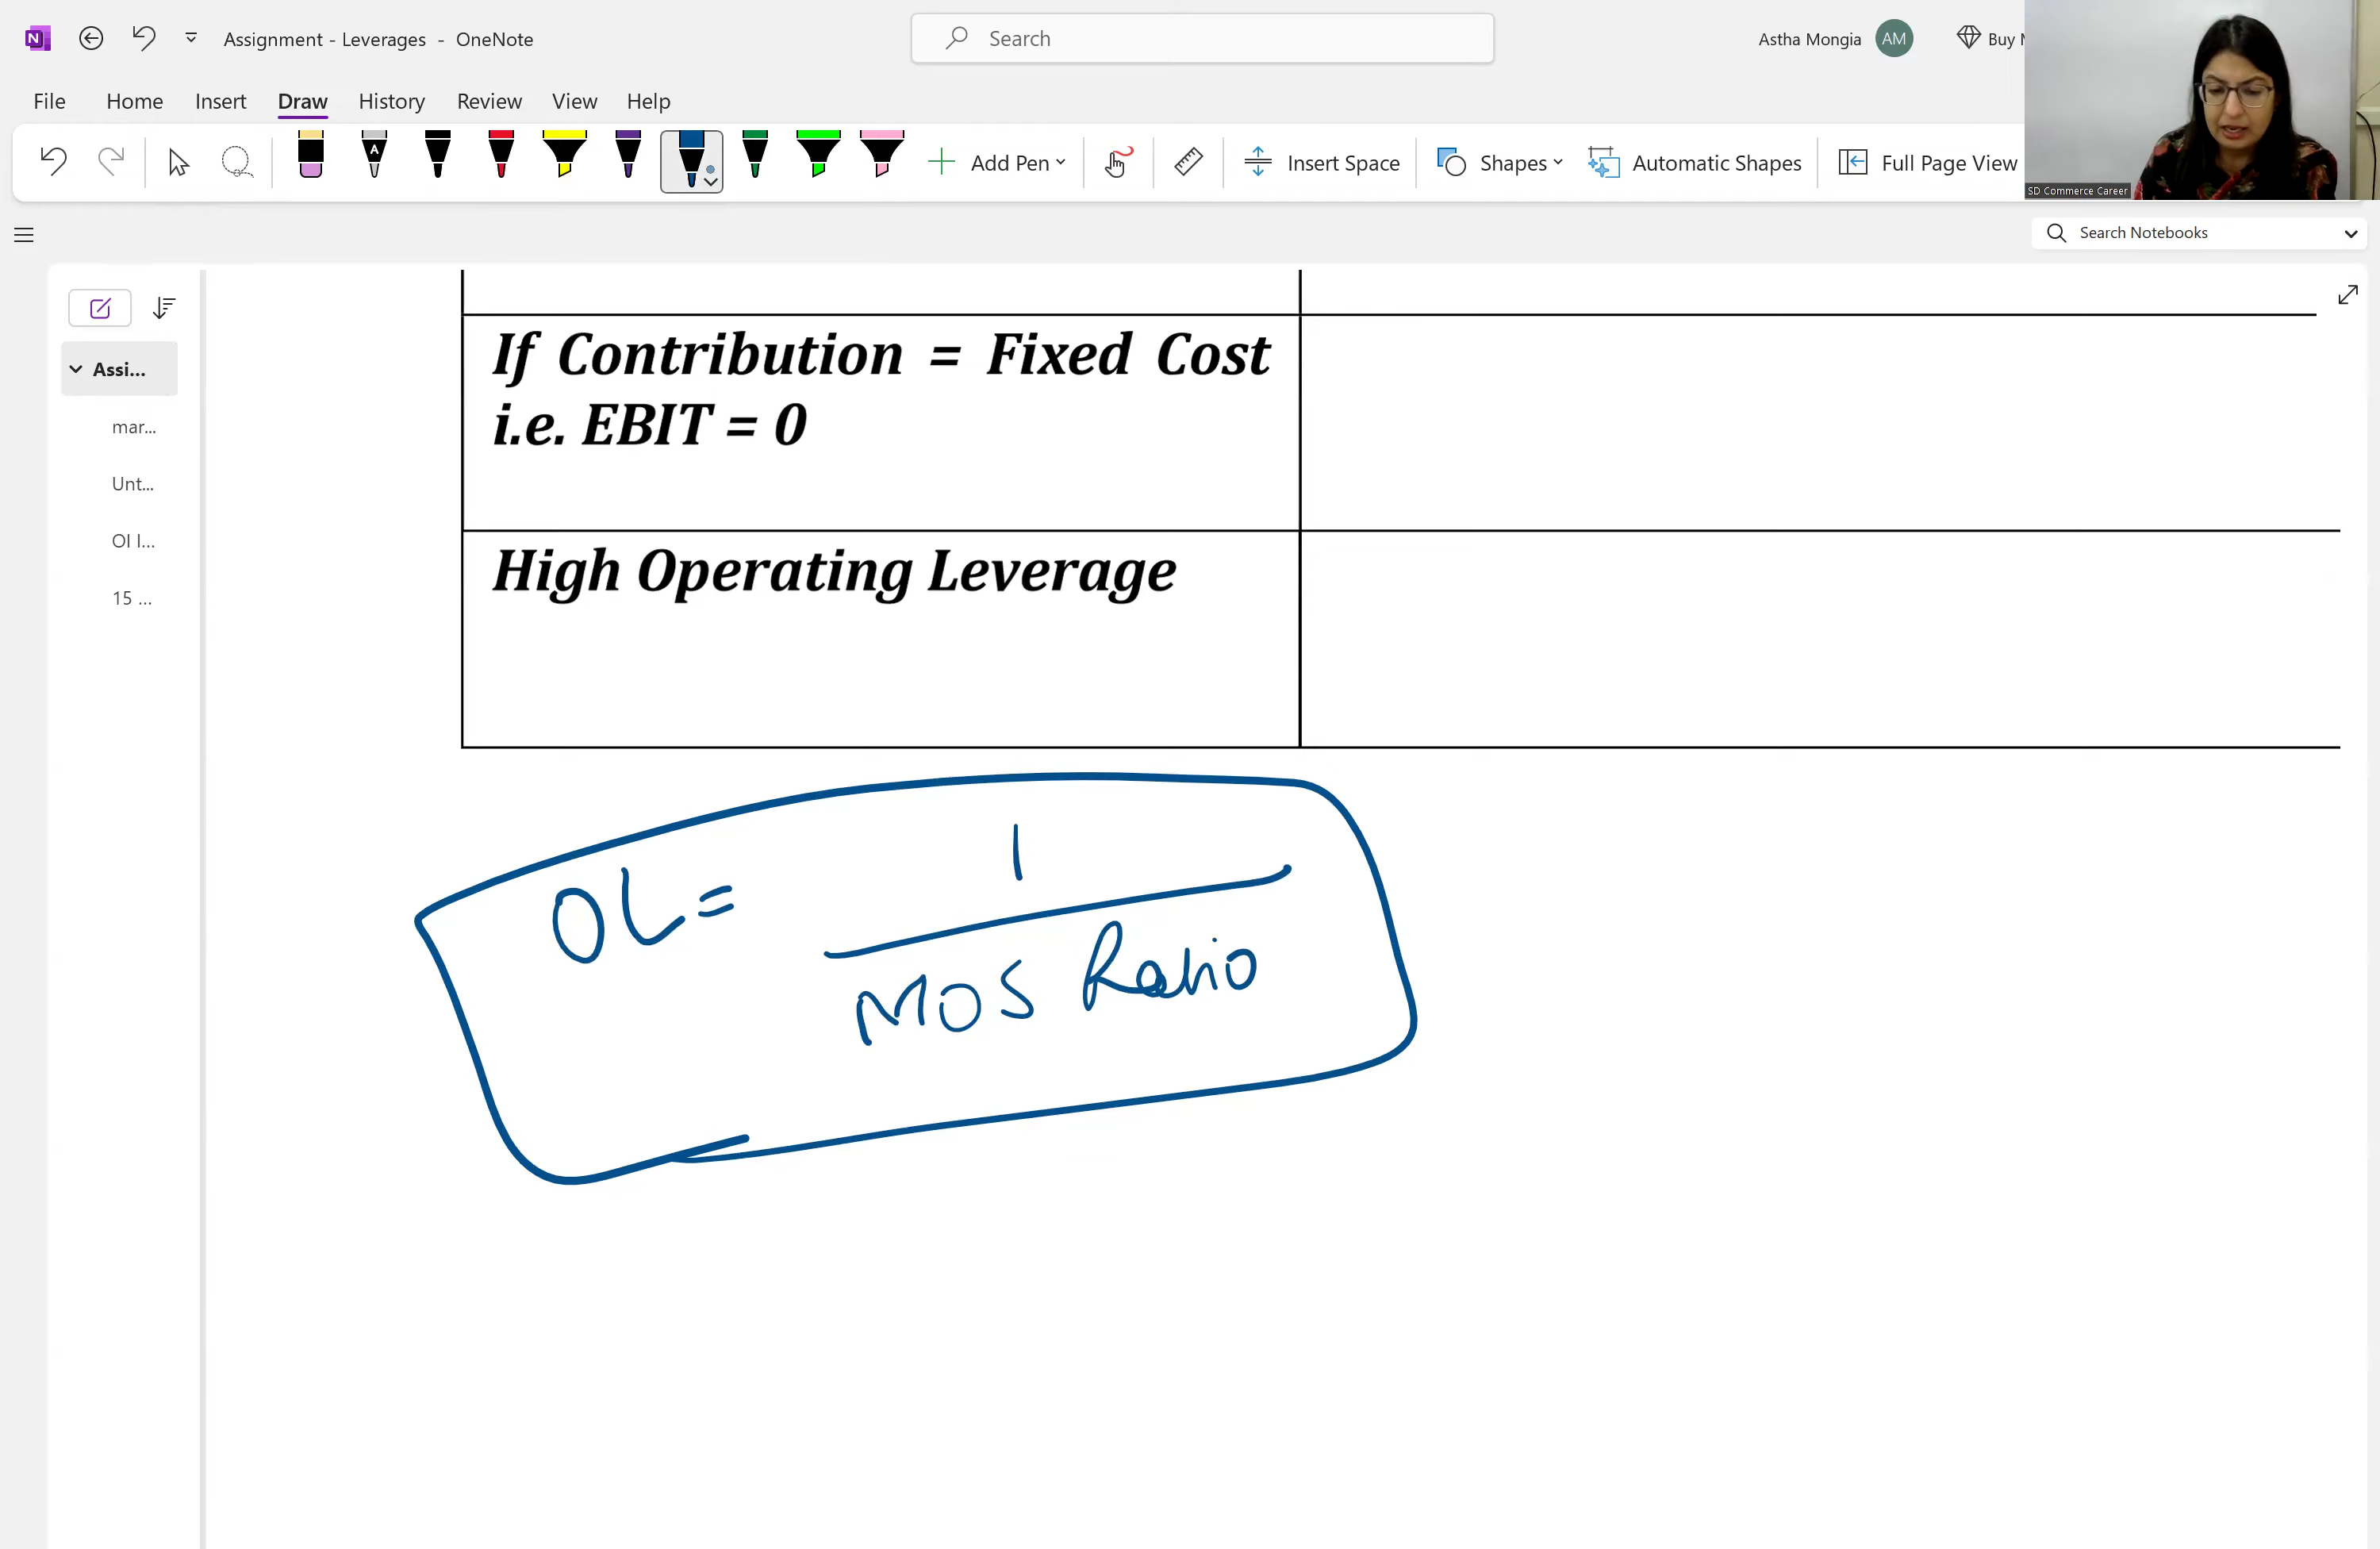 Assignment - Leverages - OneNote
Search
Astha Mongia AM Buy
File Home Insert Draw History Review View Help
A Add Pen Insert Space Shapes Automatic Shapes Full Page View
SD Commerce Career
Search Notebooks
Assi...
mar...
Unt...
OI I...
15 ...
If Contribution = Fixed Cost
i.e. EBIT = 0
High Operating Leverage
OL = 1
MOS Ratio